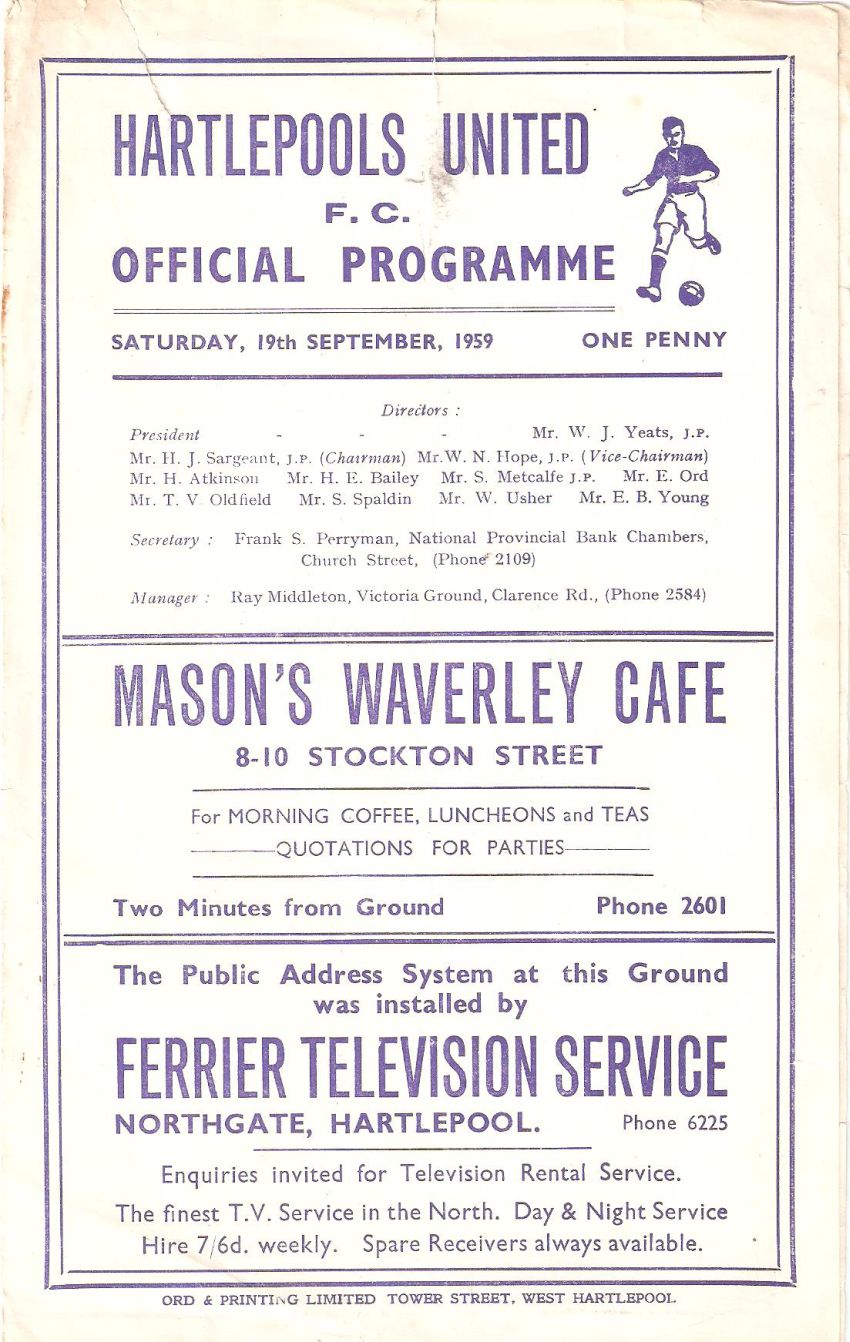 HARTLEPOOLS UNITED
F. C.
OFFICIAL PROGRAMME
SATURDAY, 19th SEPTEMBER, 1959 ONE PENNY
Directors :
President - - - Mr. W. J. Yeats, J.P.
Mr. H. J. Sargeant, J.P. (Chairman) Mr.W. N. Hope, J.P. (Vice-Chairman)
Mr. H. Atkinson Mr. H. E. Bailey Mr. S. Metcalfe J.P. Mr. E. Ord
Mr. T. V. Oldfield Mr. S. Spaldin Mr. W. Usher Mr. E. B. Young
Secretary : Frank S. Perryman, National Provincial Bank Chambers,
Church Street, (Phone 2109)
Manager : Ray Middleton, Victoria Ground, Clarence Rd., (Phone 2584)
MASON'S WAVERLEY CAFE
8-10 STOCKTON STREET
For MORNING COFFEE, LUNCHEONS and TEAS
QUOTATIONS FOR PARTIES
Two Minutes from Ground Phone 2601
The Public Address System at this Ground
was installed by
FERRIER TELEVISION SERVICE
NORTHGATE, HARTLEPOOL. Phone 6225
Enquiries invited for Television Rental Service.
The finest T.V. Service in the North. Day & Night Service
Hire 7/6d. weekly. Spare Receivers always available.
ORD & PRINTING LIMITED TOWER STREET, WEST HARTLEPOOL